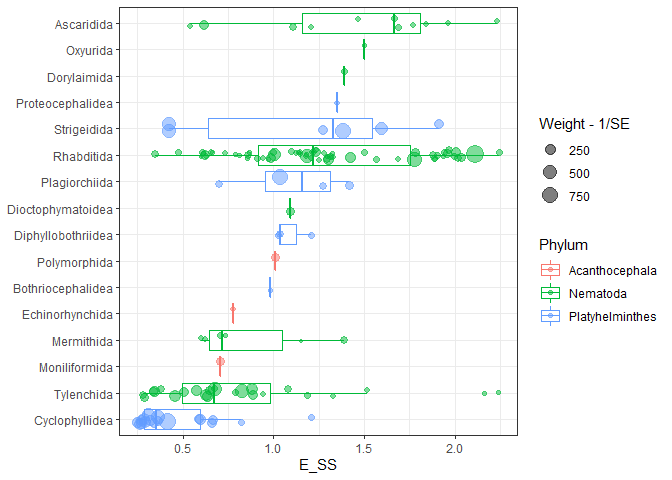 Ascaridida
Oxyurida
Dorylaimida
Proteocephalidea
Strigeidida
Rhabditida
Plagiorchiida
Dioctophymatoidea
Diphyllobothriidea
Polymorphida
Bothriocephalidea
Echinorhynchida
Mermithida
Moniliformida
Tylenchida
Cyclophyllidea
0.5
1.0
1.5
2.0
E_SS
Weight - 1/SE
250
500
750
Phylum
Acanthocephala
Nematoda
Platyhelminthes